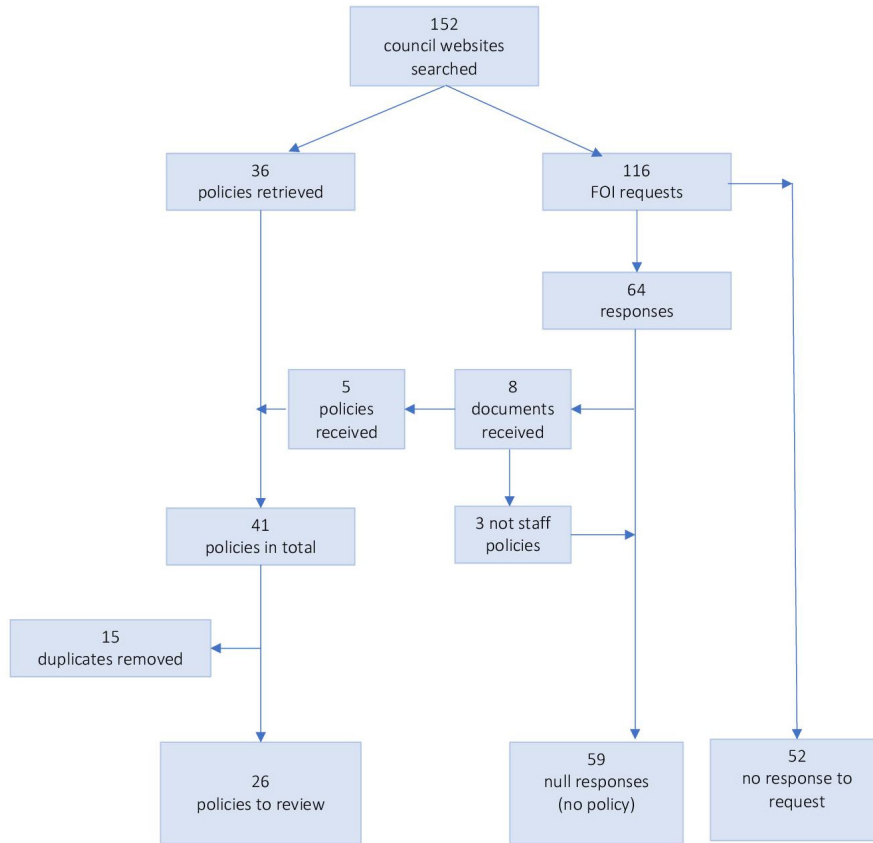 152
council websites
searched
36
policies retrieved
116
FOI requests
64
responses
5
policies
received
8
documents
received
41
policies in total
3 not staff
policies
15
duplicates removed
26
policies to review
59
null responses
(no policy)
52
no response to
request